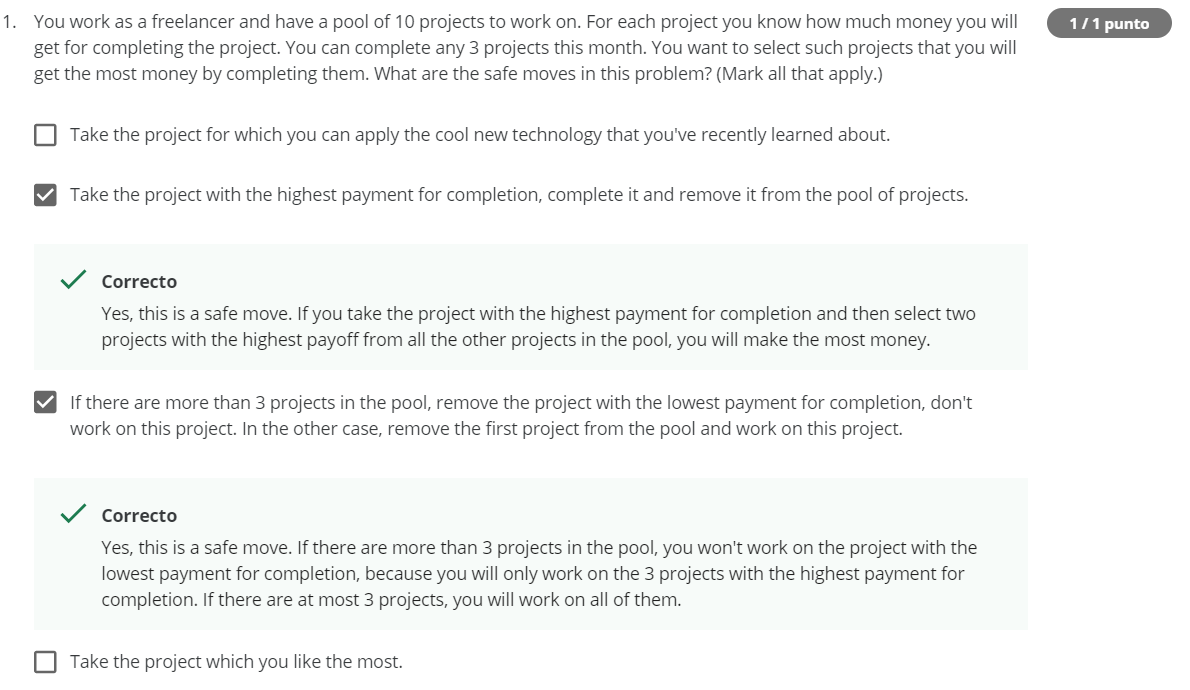 1. You work as a freelancer and have a pool of 10 projects to work on. For each project you know how much money you will
1 / 1 punto
get for completing the project. You can complete any 3 projects this month. You want to select such projects that you will
get the most money by completing them. What are the safe moves in this problem? (Mark all that apply.)
Take the project for which you can apply the cool new technology that you've recently learned about.
Take the project with the highest payment for completion, complete it and remove it from the pool of projects.
Correcto
Yes, this is a safe move. If you take the project with the highest payment for completion and then select two
projects with the highest payoff from all the other projects in the pool, you will make the most money.
If there are more than 3 projects in the pool, remove the project with the lowest payment for completion, don't
work on this project. In the other case, remove the first project from the pool and work on this project.
Correcto
Yes, this is a safe move. If there are more than 3 projects in the pool, you won't work on the project with the
lowest payment for completion, because you will only work on the 3 projects with the highest payment for
completion. If there are at most 3 projects, you will work on all of them.
Take the project which you like the most.